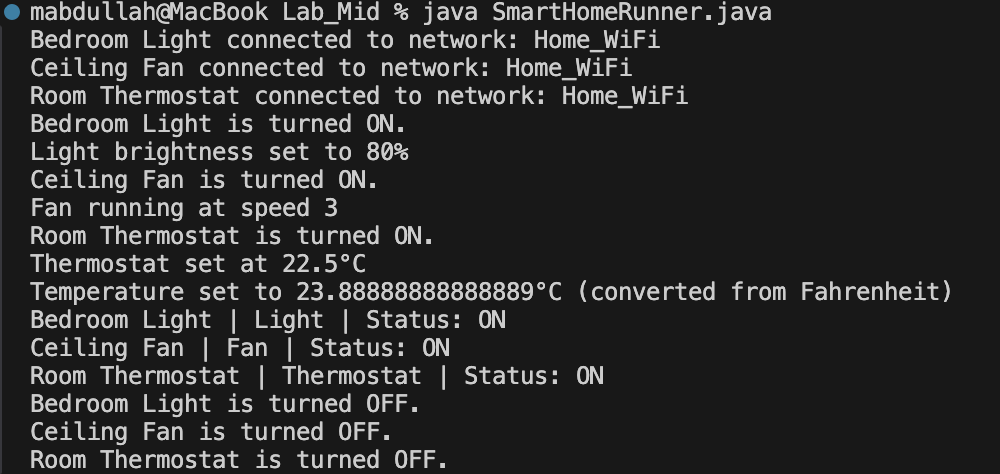 mabdullah@MacBook Lab_Mid % java SmartHomeRunner.java
Bedroom Light connected to network: Home_WiFi
Ceiling Fan connected to network: Home_WiFi
Room Thermostat connected to network: Home_WiFi
Bedroom Light is turned ON.
Light brightness set to 80%
Ceiling Fan is turned ON.
Fan running at speed 3
Room Thermostat is turned ON.
Thermostat set at 22.5°C
Temperature set to 23.88888888888889°C (converted from Fahrenheit)
Bedroom Light | Light | Status: ON
Ceiling Fan | Fan | Status: ON
Room Thermostat | Thermostat | Status: ON
Bedroom Light is turned OFF.
Ceiling Fan is turned OFF.
Room Thermostat is turned OFF.